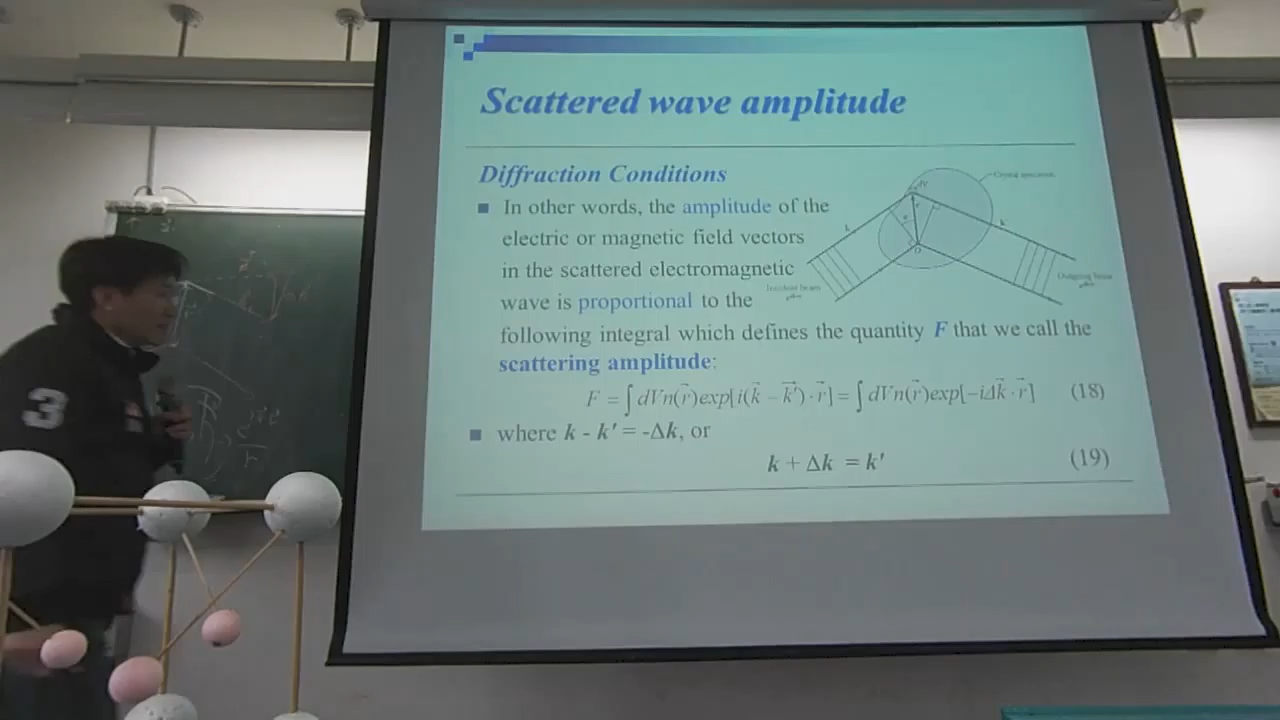 Scattered wave amplitude
Diffraction Conditions
In other words, the amplitude of the
electric or magnetic field vectors
in the scattered electromagnetic
wave is proportional to the
following integral which defines the quantity F that we call the
scattering amplitude:
F = ∫ dVn(r⃗)exp[i(k⃗ − k⃗′)·r⃗] = ∫ dVn(r⃗)exp[−iΔk⃗·r⃗] (18)
where k - k′ = -Δk, or
k + Δk = k′ (19)
Crystal specimen
k
k′
O
Incident beam
Outgoing beam
3